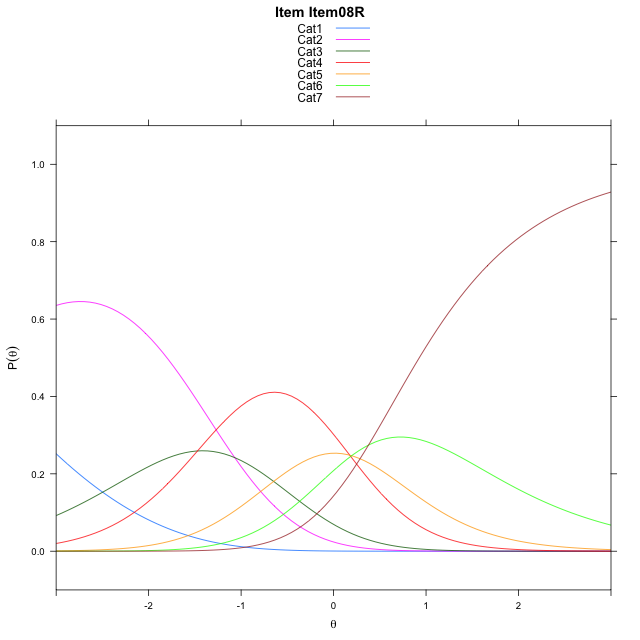 Item Item08R
Cat1
Cat2
Cat3
Cat4
Cat5
Cat6
Cat7
1.0
0.8
0.6
0.4
0.2
0.0
P(θ)
-2 -1 0 1 2
θ